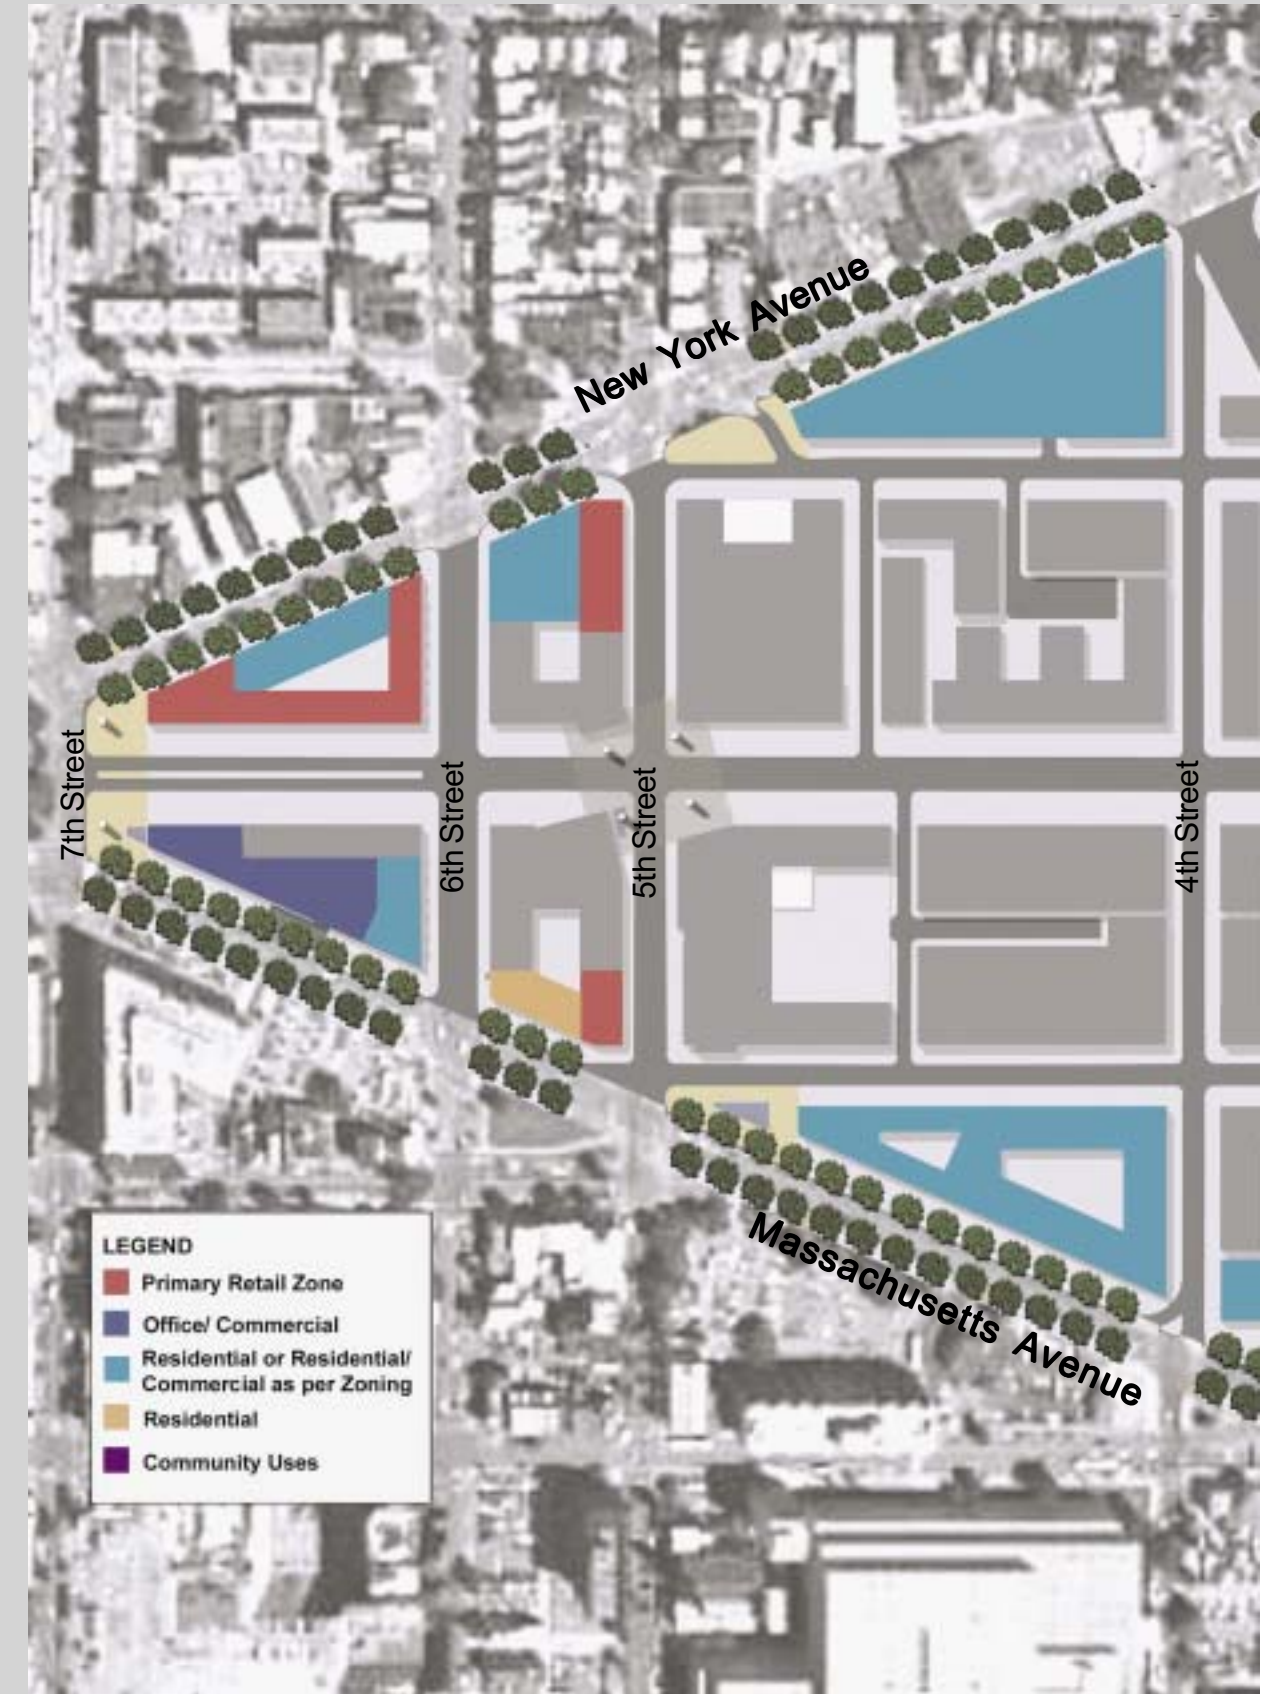 New York Avenue
7th Street
6th Street
5th Street
4th Street
Massachusetts Avenue
LEGEND
Primary Retail Zone
Office/ Commercial
Residential or Residential/
Commercial as per Zoning
Residential
Community Uses